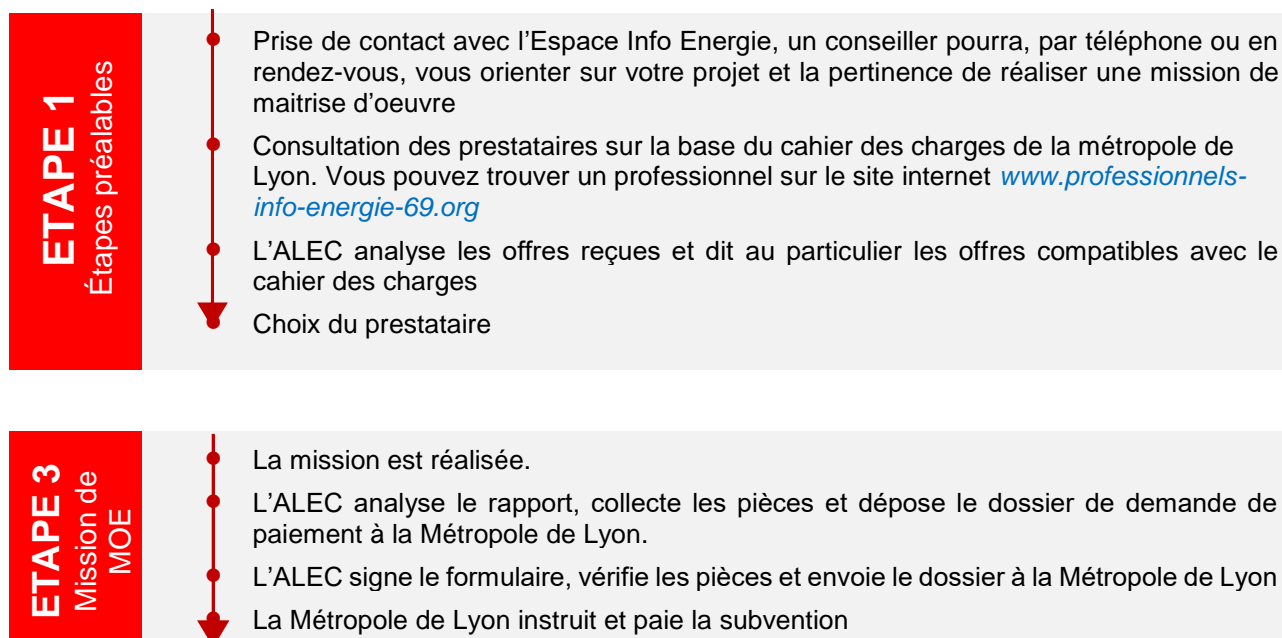 ETAPE 1
Étapes préalables
Prise de contact avec l’Espace Info Energie, un conseiller pourra, par téléphone ou en
rendez-vous, vous orienter sur votre projet et la pertinence de réaliser une mission de
maitrise d’oeuvre
Consultation des prestataires sur la base du cahier des charges de la métropole de
Lyon. Vous pouvez trouver un professionnel sur le site internet www.professionnels-
info-energie-69.org
L’ALEC analyse les offres reçues et dit au particulier les offres compatibles avec le
cahier des charges
Choix du prestataire
ETAPE 3
Mission de
MOE
La mission est réalisée.
L’ALEC analyse le rapport, collecte les pièces et dépose le dossier de demande de
paiement à la Métropole de Lyon.
L’ALEC signe le formulaire, vérifie les pièces et envoie le dossier à la Métropole de Lyon
La Métropole de Lyon instruit et paie la subvention